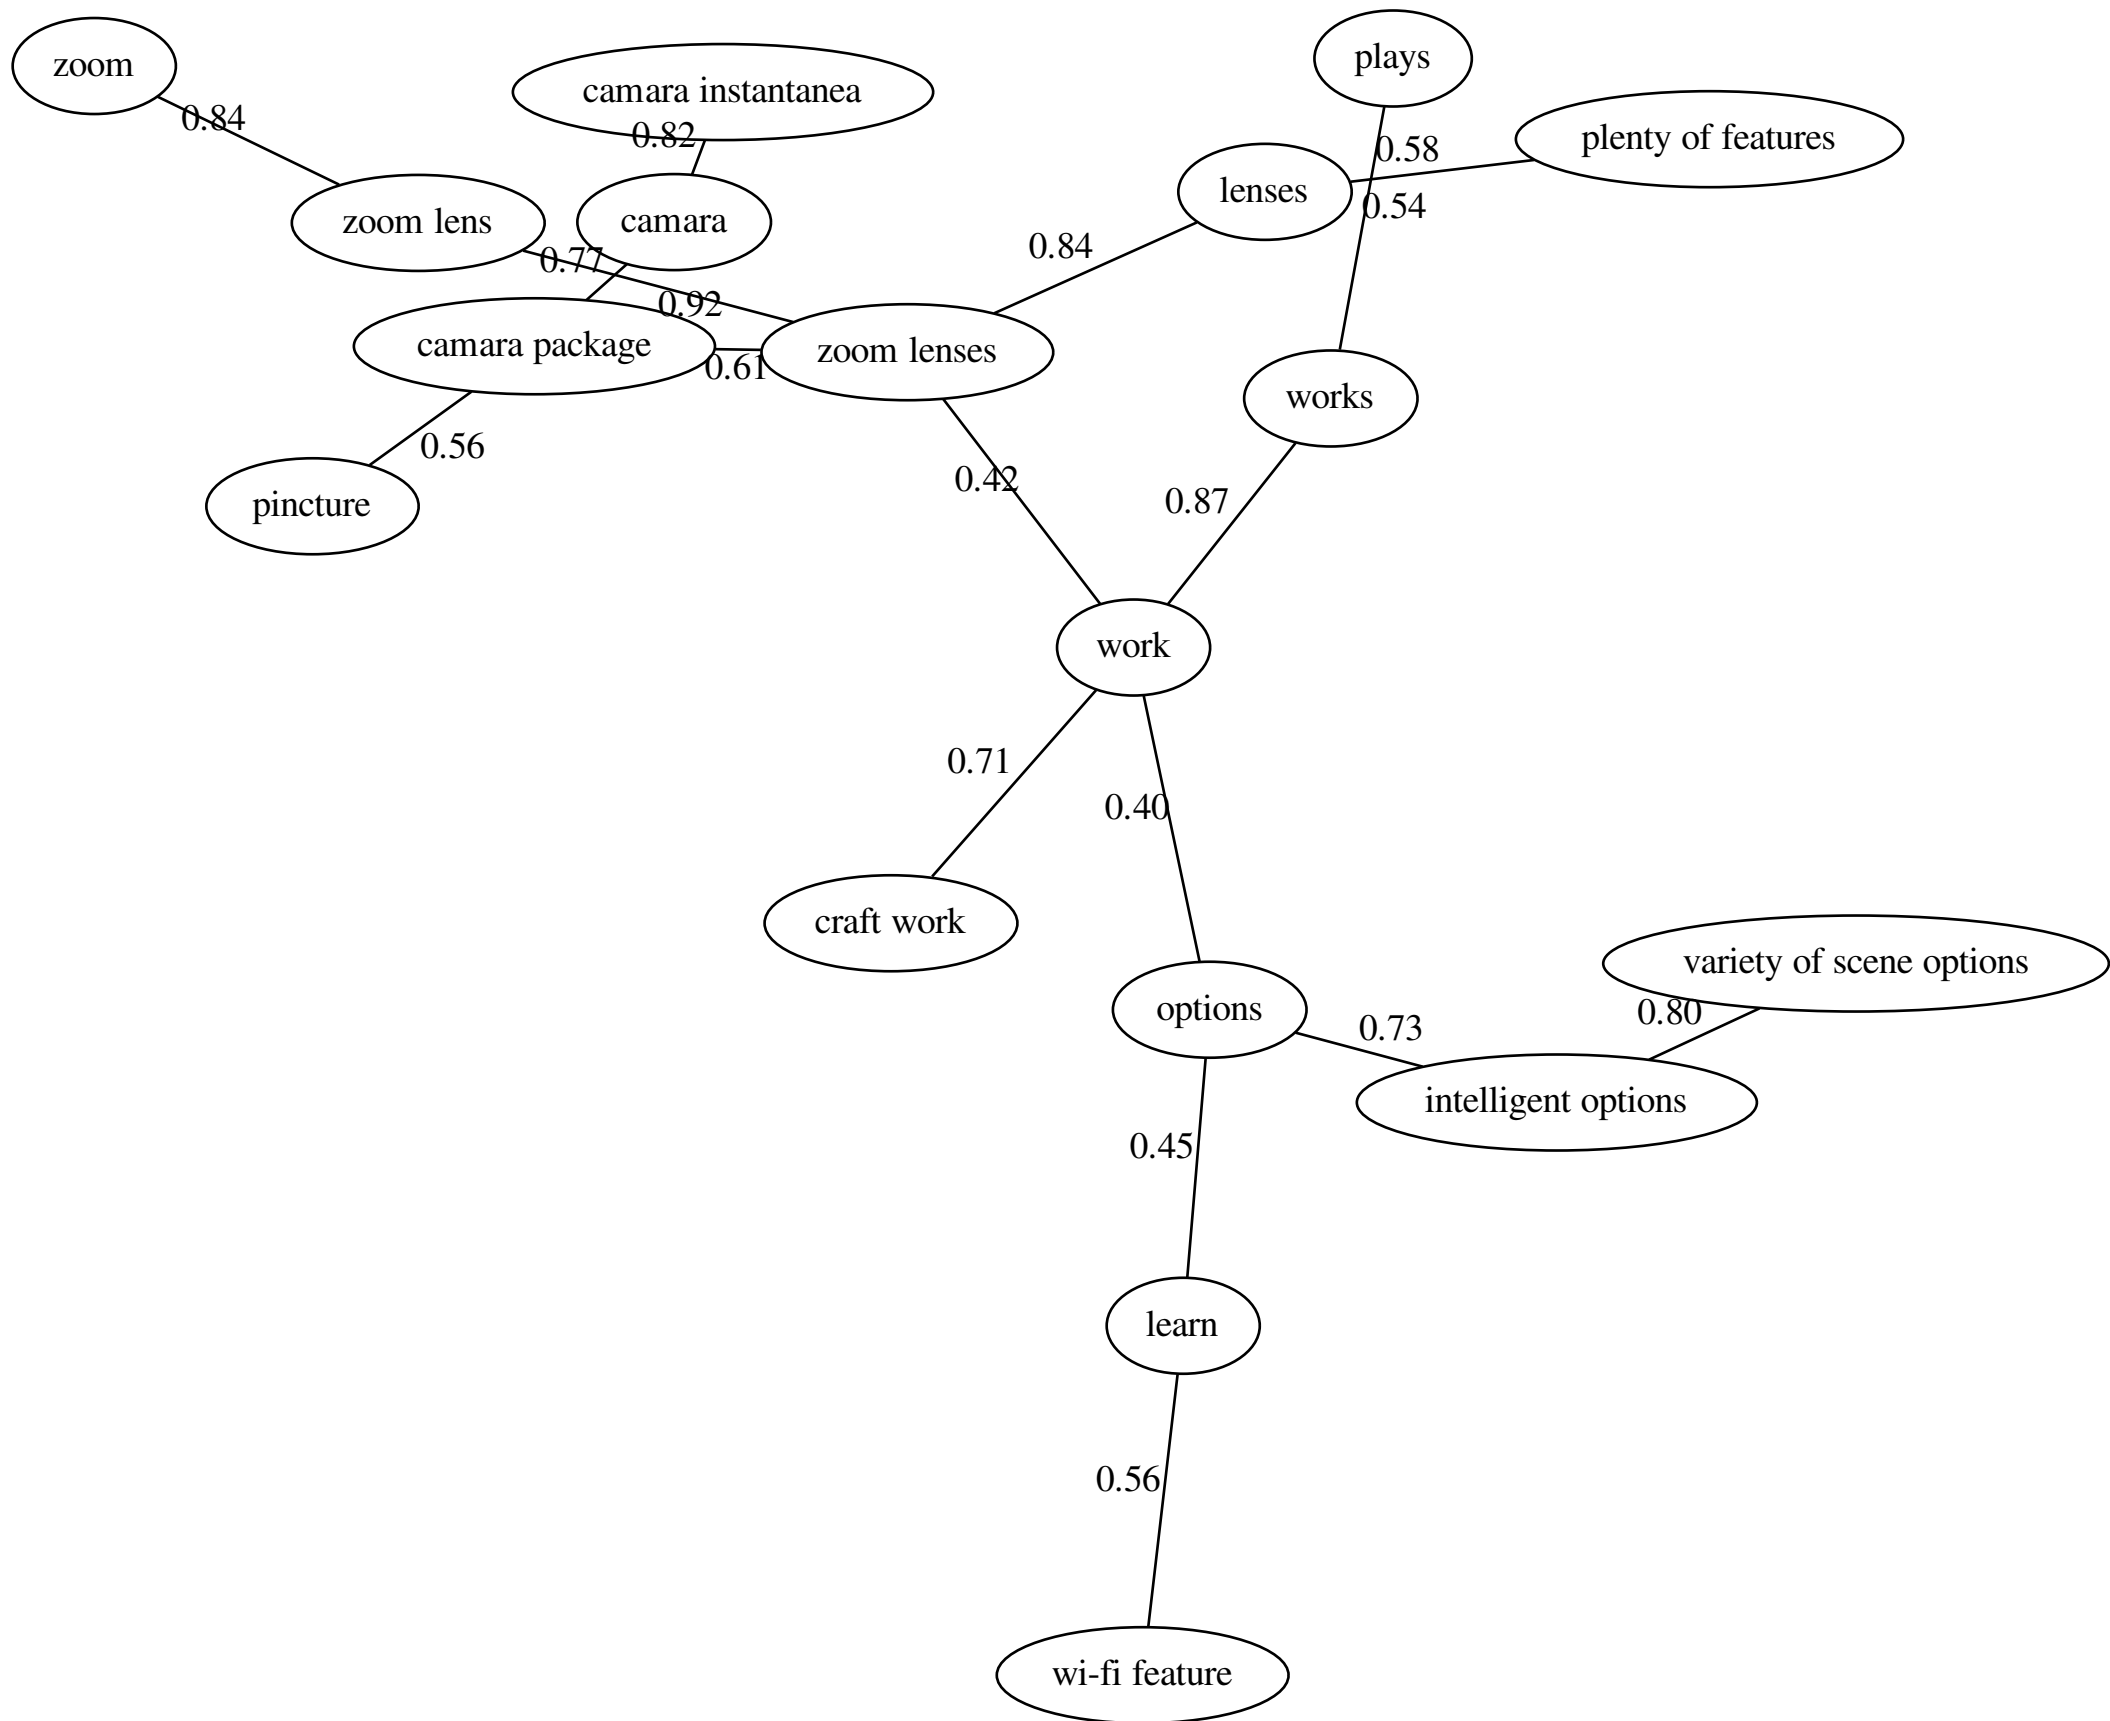 plays
zoom
camara instantanea
0.84
0.82
plenty of features
0.58
lenses
0.54
zoom lens
camara
0.84
0.77
0.92
camara package
zoom lenses
0.61
works
0.56
0.42
pincture
0.87
work
0.71
0.40
craft work
variety of scene options
options
0.80
0.73
intelligent options
0.45
learn
0.56
wi-fi feature